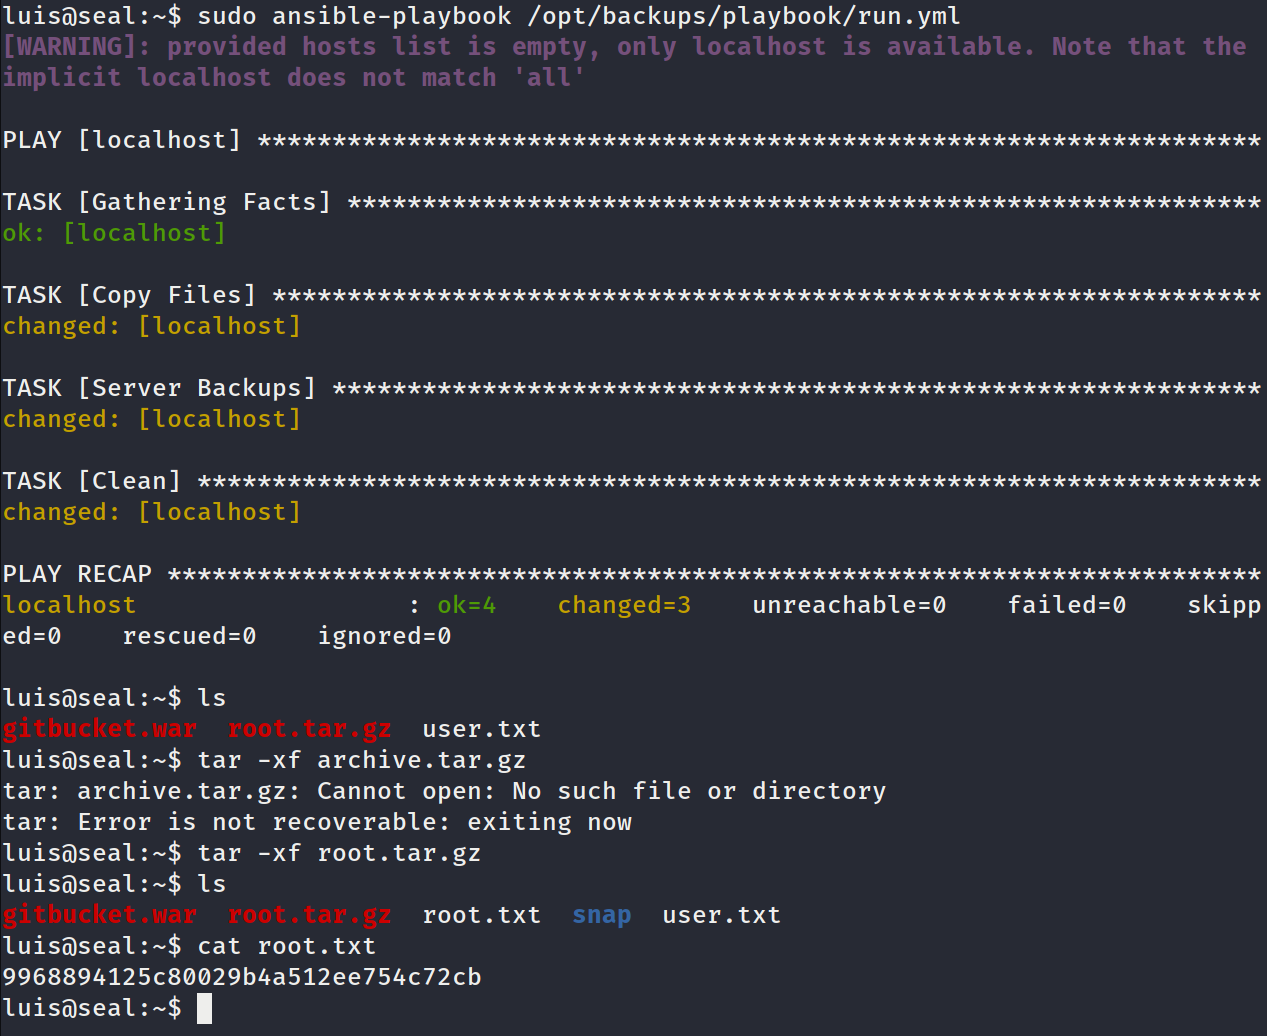 luis@seal:~$ sudo ansible-playbook /opt/backups/playbook/run.yml
[WARNING]: provided hosts list is empty, only localhost is available. Note that the
implicit localhost does not match 'all'
PLAY [localhost] *******************************************************************
TASK [Gathering Facts] *************************************************************
ok: [localhost]
TASK [Copy Files] ******************************************************************
changed: [localhost]
TASK [Server Backups] **************************************************************
changed: [localhost]
TASK [Clean] ***********************************************************************
changed: [localhost]
PLAY RECAP *************************************************************************
localhost                  : ok=4    changed=3    unreachable=0    failed=0    skipp
ed=0    rescued=0    ignored=0
luis@seal:~$ ls
gitbucket.war  root.tar.gz  user.txt
luis@seal:~$ tar -xf archive.tar.gz
tar: archive.tar.gz: Cannot open: No such file or directory
tar: Error is not recoverable: exiting now
luis@seal:~$ tar -xf root.tar.gz
luis@seal:~$ ls
gitbucket.war  root.tar.gz  root.txt  snap  user.txt
luis@seal:~$ cat root.txt
9968894125c80029b4a512ee754c72cb
luis@seal:~$